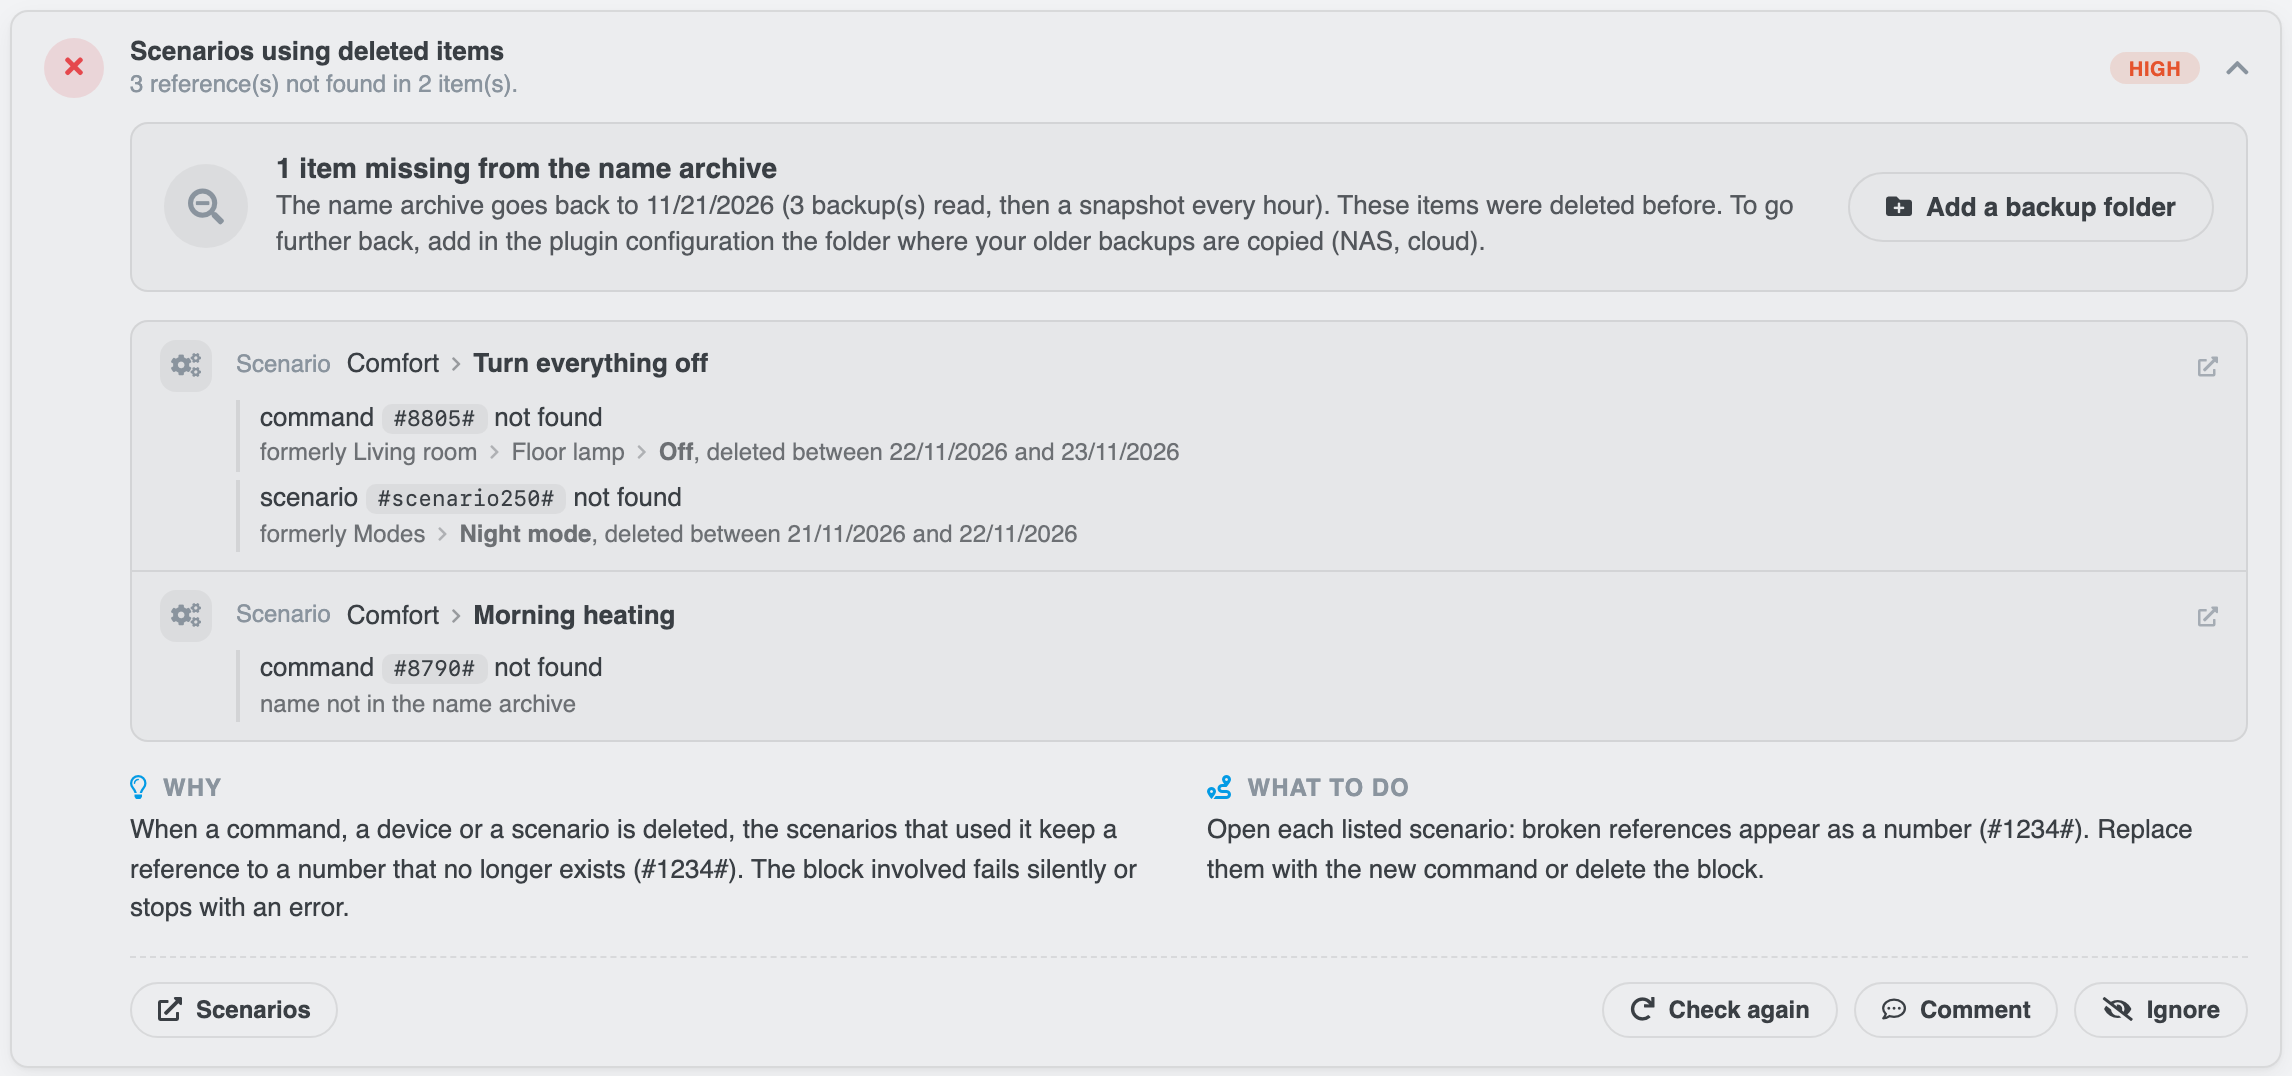 Scenarios using deleted items
3 reference(s) not found in 2 item(s).
HIGH
1 item missing from the name archive
The name archive goes back to 11/21/2026 (3 backup(s) read, then a snapshot every hour). These items were deleted before. To go
further back, add in the plugin configuration the folder where your older backups are copied (NAS, cloud).
Add a backup folder
Scenario Comfort > Turn everything off
command #8805# not found
formerly Living room > Floor lamp > Off, deleted between 22/11/2026 and 23/11/2026
scenario #scenario250# not found
formerly Modes > Night mode, deleted between 21/11/2026 and 22/11/2026
Scenario Comfort > Morning heating
command #8790# not found
name not in the name archive
WHY
When a command, a device or a scenario is deleted, the scenarios that used it keep a
reference to a number that no longer exists (#1234#). The block involved fails silently or
stops with an error.
WHAT TO DO
Open each listed scenario: broken references appear as a number (#1234#). Replace
them with the new command or delete the block.
Scenarios
Check again
Comment
Ignore